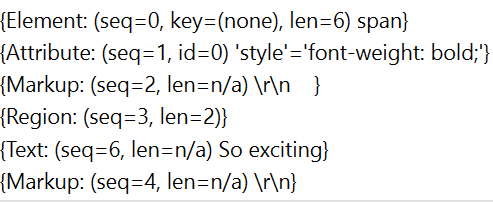 {Element: (seq=0, key=(none), len=6) span}
{Attribute: (seq=1, id=0) 'style'='font-weight: bold;'}
{Markup: (seq=2, len=n/a) \r\n    }
{Region: (seq=3, len=2)}
{Text: (seq=6, len=n/a) So exciting}
{Markup: (seq=4, len=n/a) \r\n}